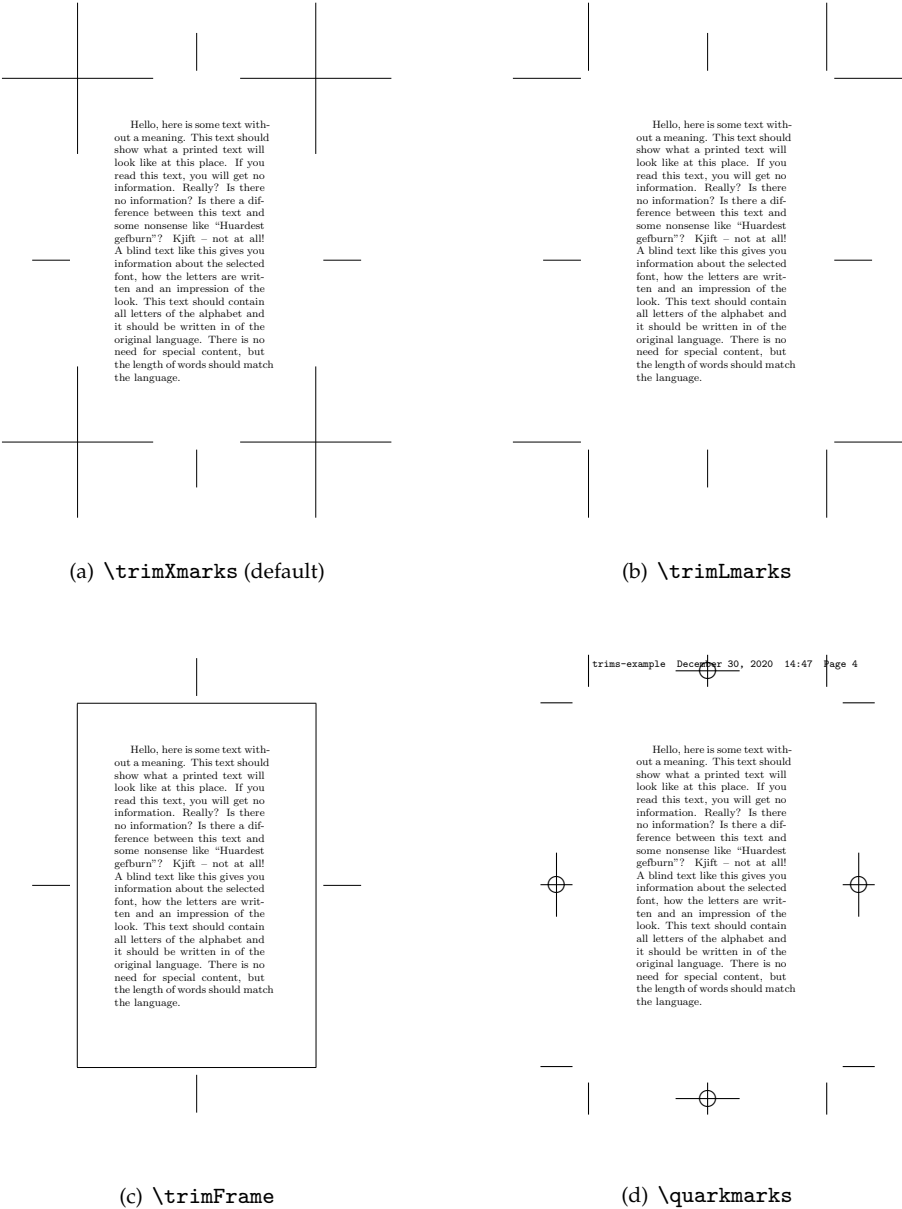 Hello, here is some text with-
out a meaning. This text should
show what a printed text will
look like at this place. If you
read this text, you will get no
information. Really? Is there
no information? Is there a dif-
ference between this text and
some nonsense like “Huardest
gefburn”? Kjift – not at all!
A blind text like this gives you
information about the selected
font, how the letters are writ-
ten and an impression of the
look. This text should contain
all letters of the alphabet and
it should be written in of the
original language. There is no
need for special content, but
the length of words should match
the language.
(a) \trimXmarks (default)
Hello, here is some text with-
out a meaning. This text should
show what a printed text will
look like at this place. If you
read this text, you will get no
information. Really? Is there
no information? Is there a dif-
ference between this text and
some nonsense like “Huardest
gefburn”? Kjift – not at all!
A blind text like this gives you
information about the selected
font, how the letters are writ-
ten and an impression of the
look. This text should contain
all letters of the alphabet and
it should be written in of the
original language. There is no
need for special content, but
the length of words should match
the language.
(b) \trimLmarks
Hello, here is some text with-
out a meaning. This text should
show what a printed text will
look like at this place. If you
read this text, you will get no
information. Really? Is there
no information? Is there a dif-
ference between this text and
some nonsense like “Huardest
gefburn”? Kjift – not at all!
A blind text like this gives you
information about the selected
font, how the letters are writ-
ten and an impression of the
look. This text should contain
all letters of the alphabet and
it should be written in of the
original language. There is no
need for special content, but
the length of words should match
the language.
(c) \trimFrame
trims-example December 30, 2020 14:47 Page 4
Hello, here is some text with-
out a meaning. This text should
show what a printed text will
look like at this place. If you
read this text, you will get no
information. Really? Is there
no information? Is there a dif-
ference between this text and
some nonsense like “Huardest
gefburn”? Kjift – not at all!
A blind text like this gives you
information about the selected
font, how the letters are writ-
ten and an impression of the
look. This text should contain
all letters of the alphabet and
it should be written in of the
original language. There is no
need for special content, but
the length of words should match
the language.
(d) \quarkmarks